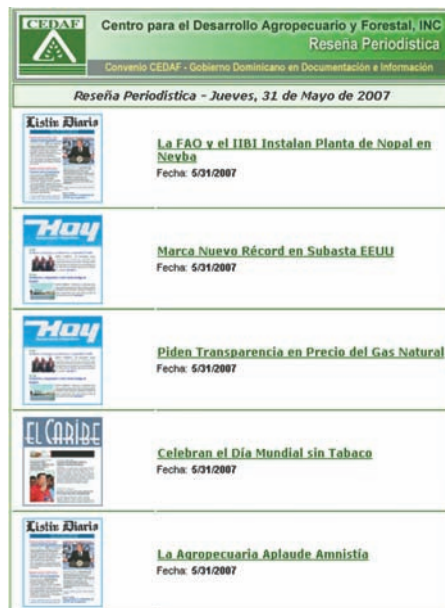 CEDAF
Centro para el Desarrollo Agropecuario y Forestal, INC
Reseña Periodística
Convenio CEDAF - Gobierno Dominicano en Documentación e Información
Reseña Periodística - Jueves, 31 de Mayo de 2007
Listin Diario
La FAO y el IIBI Instalan Planta de Nopal en
Neyba
Fecha: 5/31/2007
Hoy
Marca Nuevo Récord en Subasta EEUU
Fecha: 5/31/2007
Hoy
Piden Transparencia en Precio del Gas Natural
Fecha: 5/31/2007
EL CARIBE
Celebran el Día Mundial sin Tabaco
Fecha: 5/31/2007
Listin Diario
La Agropecuaria Aplaude Amnistía
Fecha: 5/31/2007